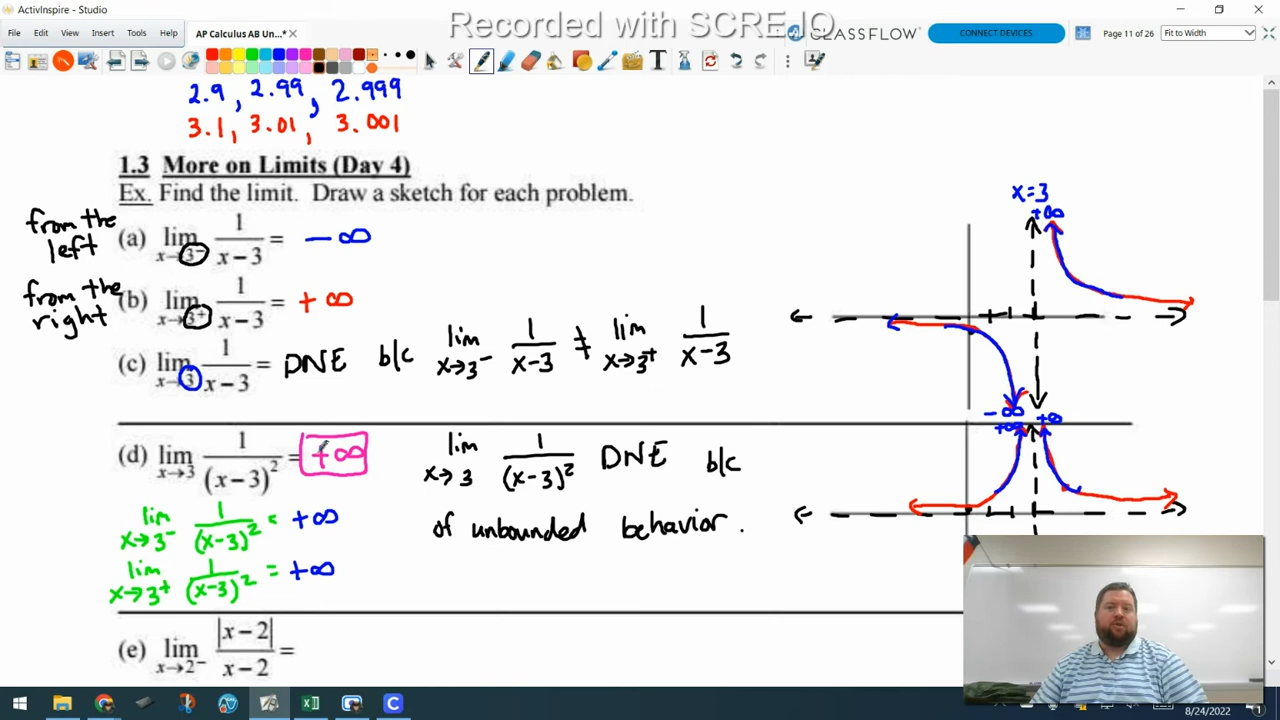 ActivInspire - Studio
Recorded with SCRE.IO
File Edit View Insert Tools Help
AP Calculus AB Un...*
CLASSFLOW
CONNECT DEVICES
Page 11 of 26
Fit to Width
2.9, 2.99, 2.999
3.1, 3.01, 3.001
1.3 More on Limits (Day 4)
Ex. Find the limit. Draw a sketch for each problem.
from the left
(a) lim x→3⁻ 1/(x−3) = −∞
from the right
(b) lim x→3⁺ 1/(x−3) = +∞
(c) lim x→3 1/(x−3) = DNE b/c lim x→3⁻ 1/(x−3) ≠ lim x→3⁺ 1/(x−3)
x=3
+∞
−∞
+∞ +∞
(d) lim x→3 1/(x−3)² = +∞
lim x→3 1/(x−3)² DNE b/c
of unbounded behavior.
lim x→3⁻ 1/(x−3)² = +∞
lim x→3⁺ 1/(x−3)² = +∞
(e) lim x→2⁻ |x−2|/(x−2) =
8/24/2022